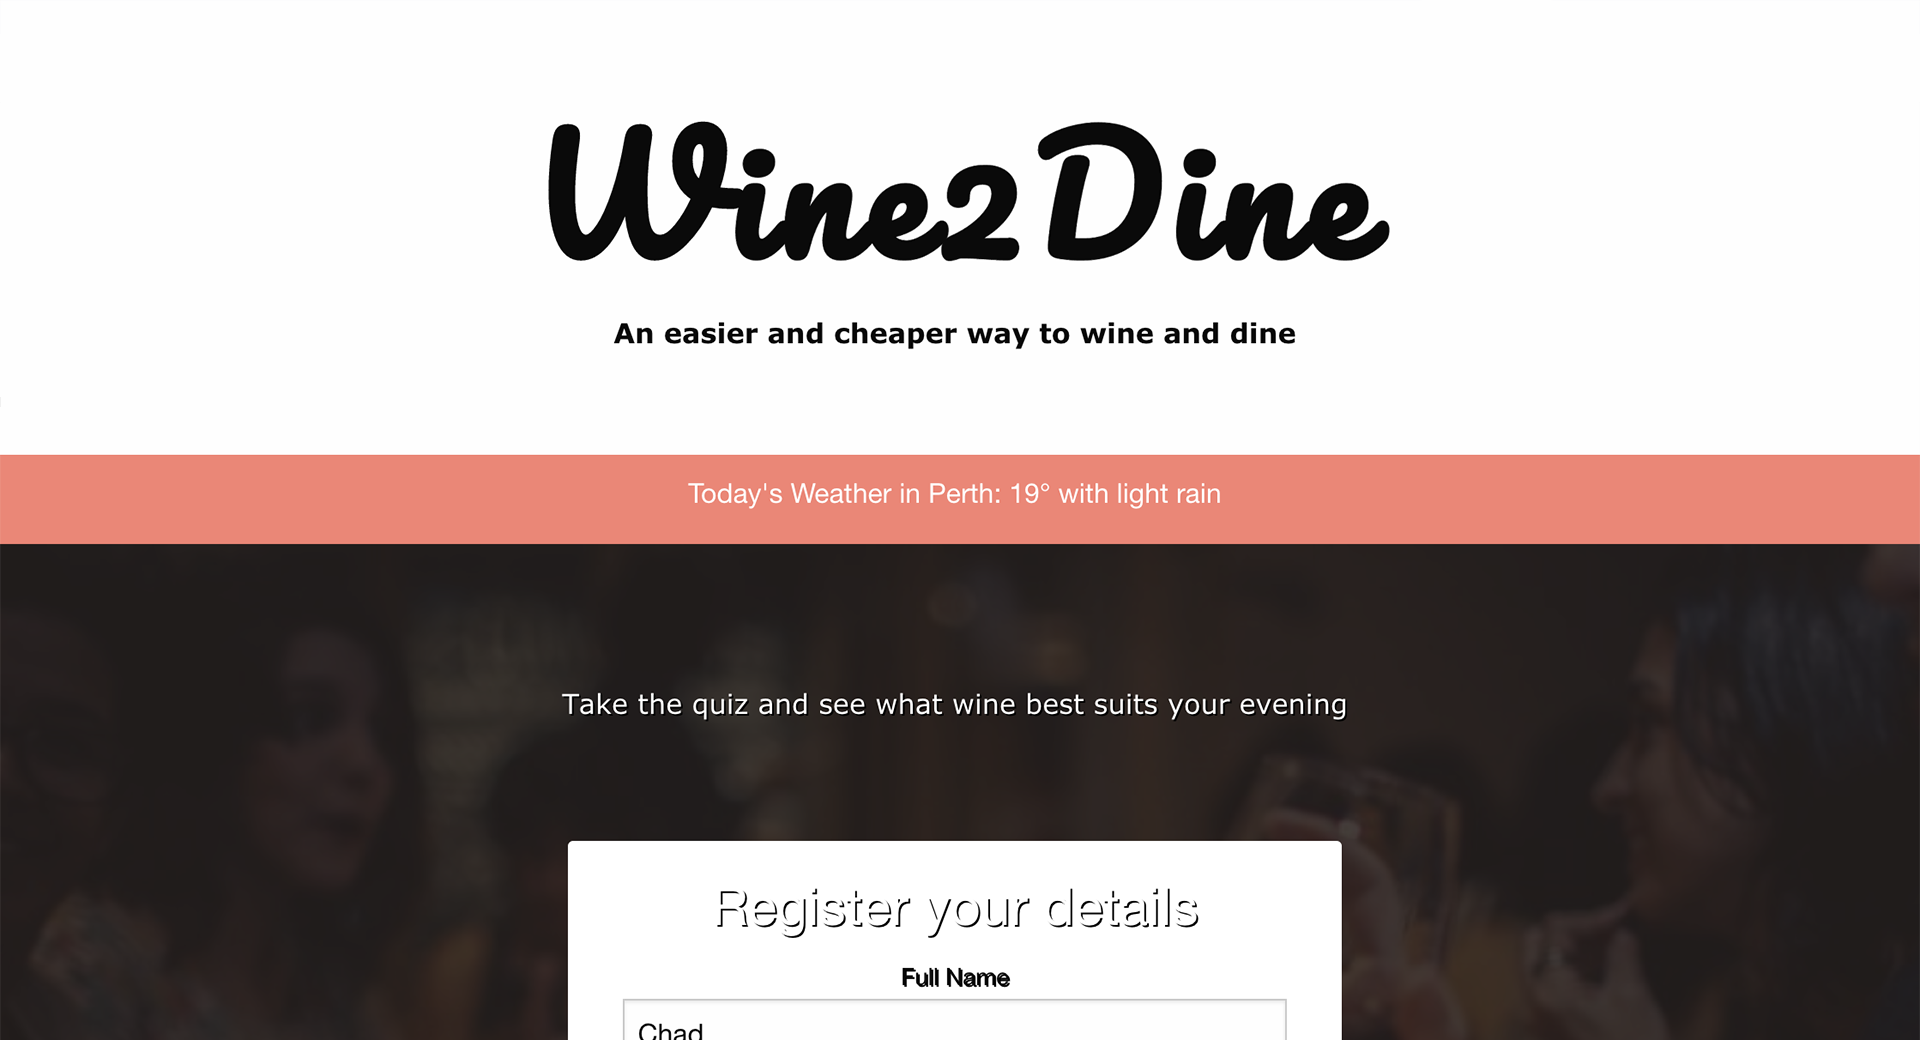 Wine2Dine
An easier and cheaper way to wine and dine
Today's Weather in Perth: 19° with light rain
Take the quiz and see what wine best suits your evening
Register your details
Full Name
Chad